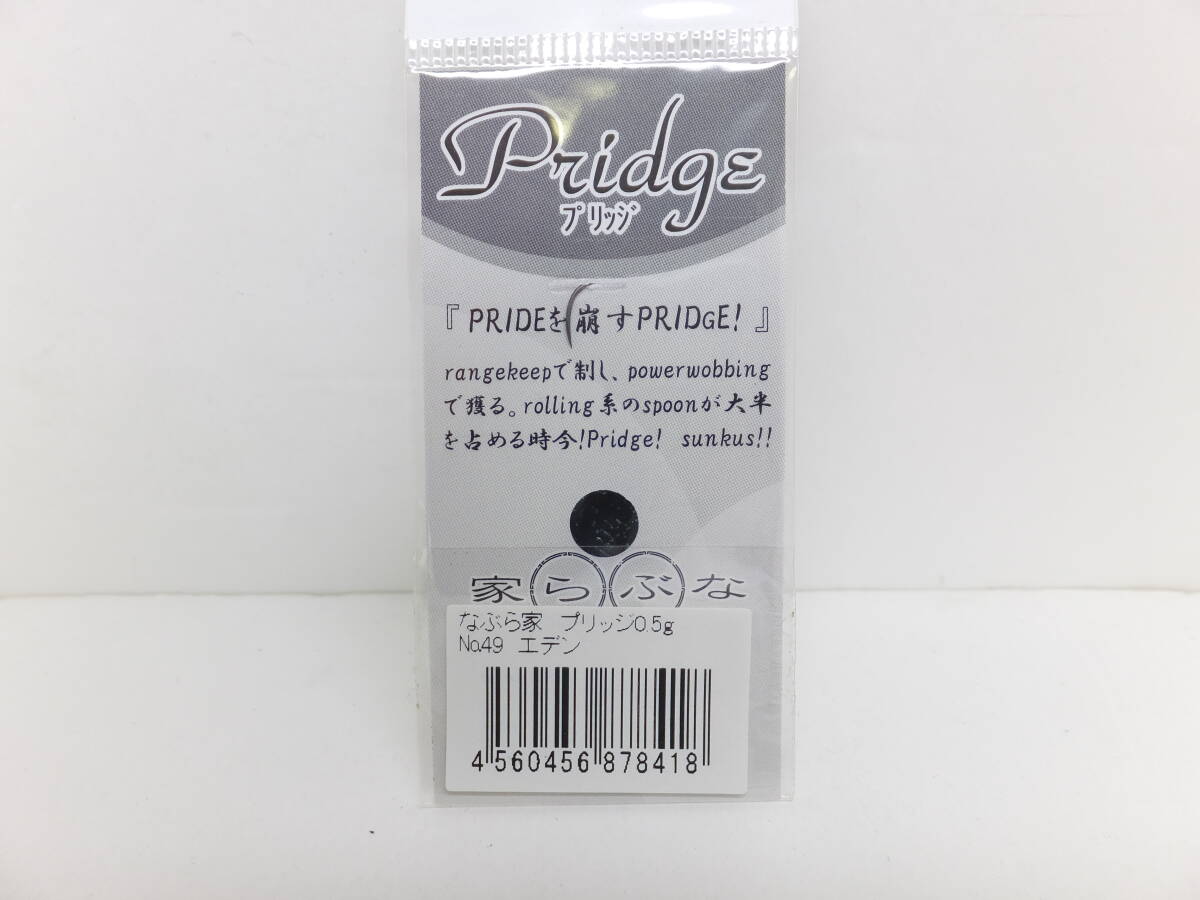 Pridge
プリッジ
『PRIDEを崩すPRIDGE!』
rangekeepで制し、powerwobbing
で獲る。rolling系のspoonが大半
を占める時今!Pridge! sunkus!!
家らぶな
なぶら家 プリッジ0.5g
No.49 エデン
4 560456 878418